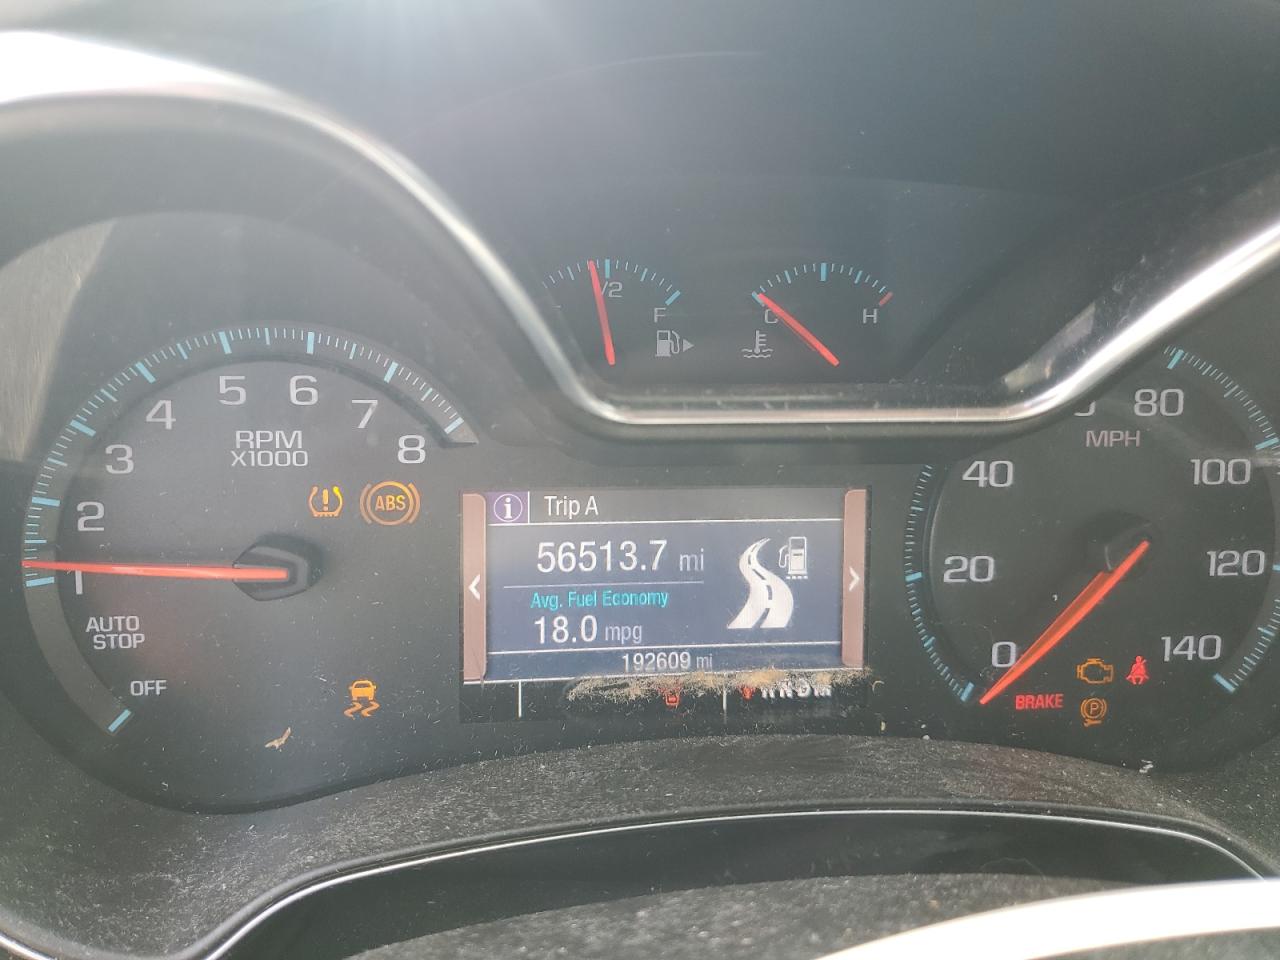 1/2
F
C
H
5
6
4
7
3
RPM
X1000
8
2
ABS
1
AUTO
STOP
OFF
i
Trip A
56513.7 mi
Avg. Fuel Economy
18.0 mpg
192609 mi
80
MPH
40
100
20
120
0
140
BRAKE
P